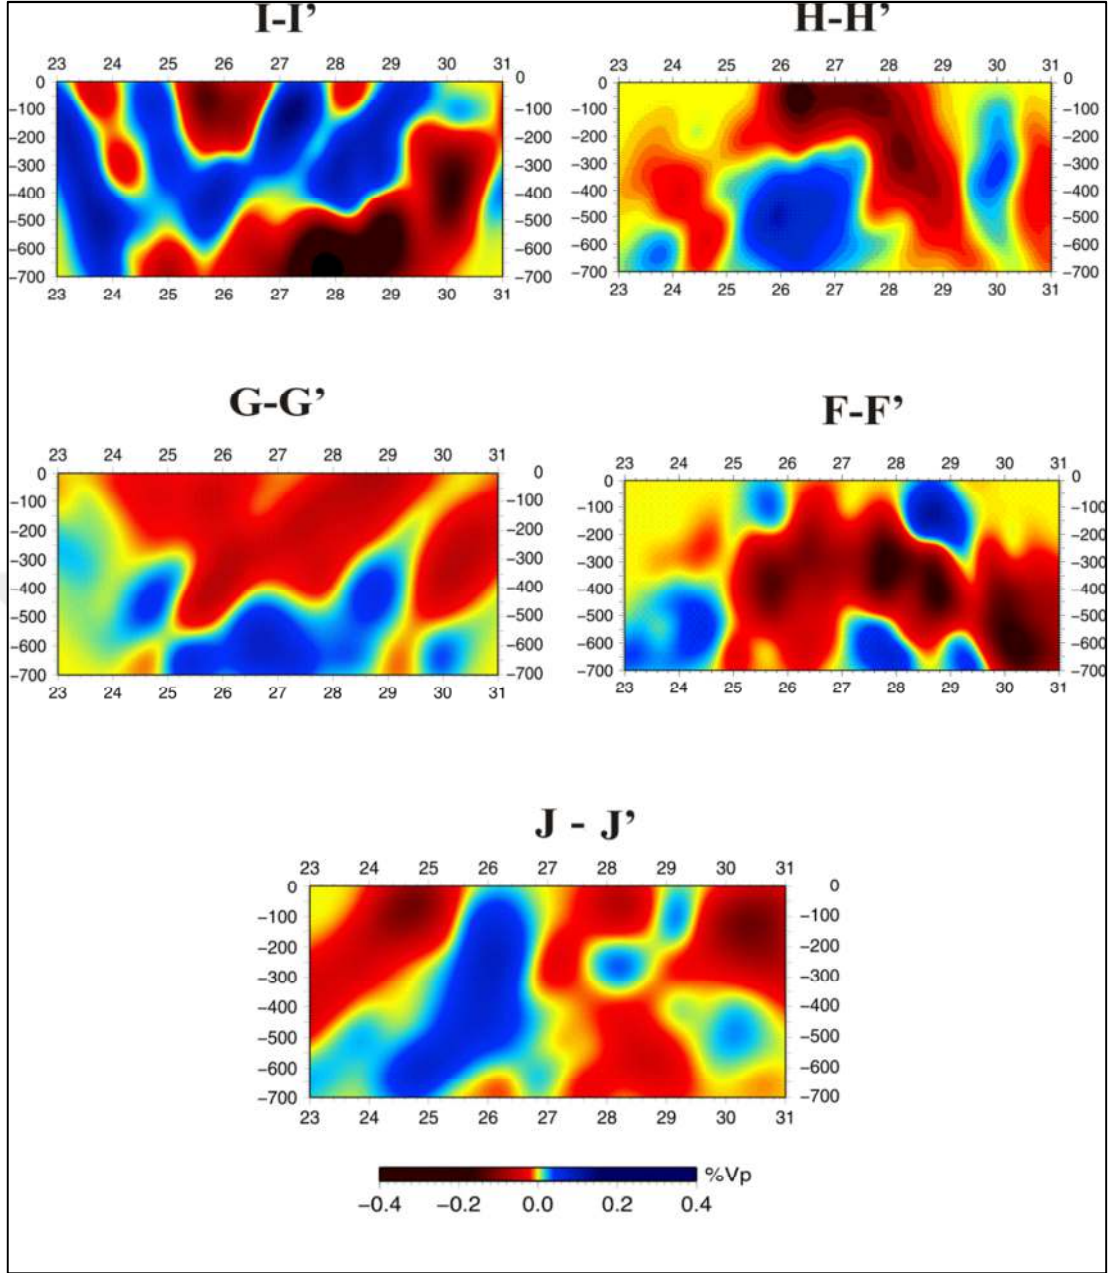 I-I’ H-H’
23 24 25 26 27 28 29 30 31 23 24 25 26 27 28 29 30 31
0 0 0 0
−100 −100 −100 −100
−200 −200 −200 −200
−300 −300 −300 −300
−400 −400 −400 −400
−500 −500 −500 −500
−600 −600 −600 −600
−700 −700 −700 −700
23 24 25 26 27 28 29 30 31 23 24 25 26 27 28 29 30 31
G-G’ F-F’
23 24 25 26 27 28 29 30 31 23 24 25 26 27 28 29 30 31
0 0 0 0
−100 −100 −100 −100
−200 −200 −200 −200
−300 −300 −300 −300
−400 −400 −400 −400
−500 −500 −500 −500
−600 −600 −600 −600
−700 −700 −700 −700
23 24 25 26 27 28 29 30 31 23 24 25 26 27 28 29 30 31
J - J’
23 24 25 26 27 28 29 30 31
0 0
−100 −100
−200 −200
−300 −300
−400 −400
−500 −500
−600 −600
−700 −700
23 24 25 26 27 28 29 30 31
%Vp
−0.4 −0.2 0.0 0.2 0.4